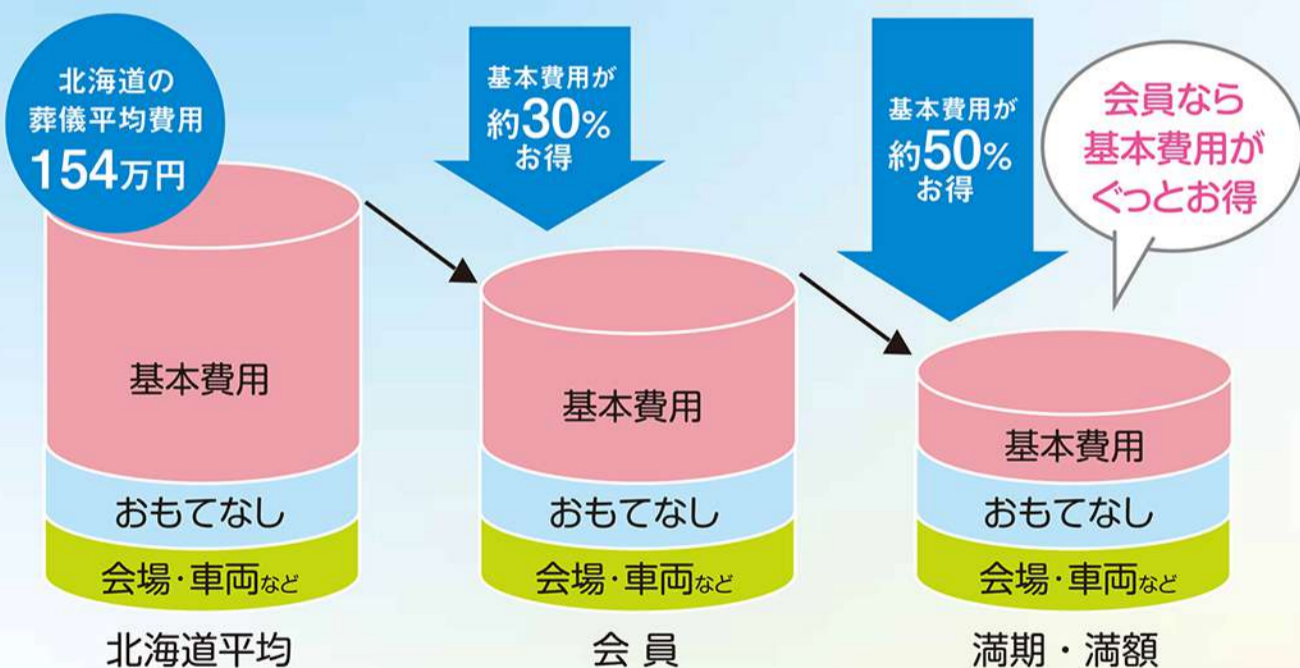 北海道の
葬儀平均費用
154万円
基本費用が
約30%
お得
基本費用が
約50%
お得
会員なら
基本費用が
ぐっとお得
基本費用
おもてなし
会場・車両など
北海道平均
基本費用
おもてなし
会場・車両など
会員
基本費用
おもてなし
会場・車両など
満期・満額